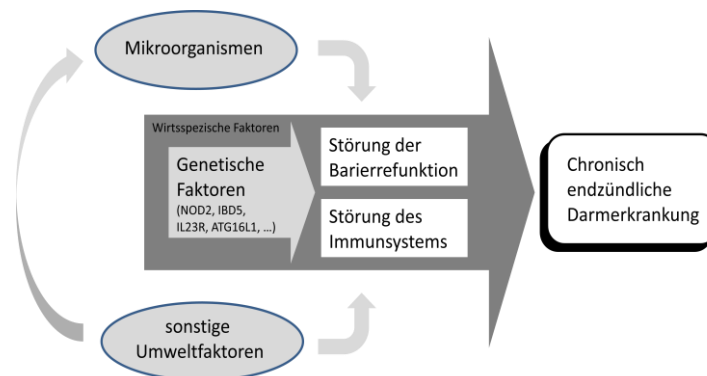 Mikroorganismen
Wirtsspezische Faktoren
Genetische
Faktoren
(NOD2, IBD5,
IL23R, ATG16L1, ...)
Störung der
Barierrefunktion
Störung des
Immunsystems
Chronisch
endzündliche
Darmerkrankung
sonstige
Umweltfaktoren